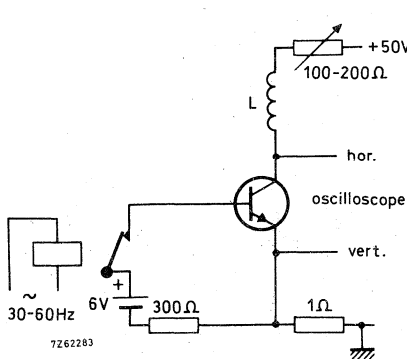 +50V
100-200Ω
L
hor.
oscilloscope
vert.
~
30-60Hz
+
6V
300Ω
1Ω
7Z62283